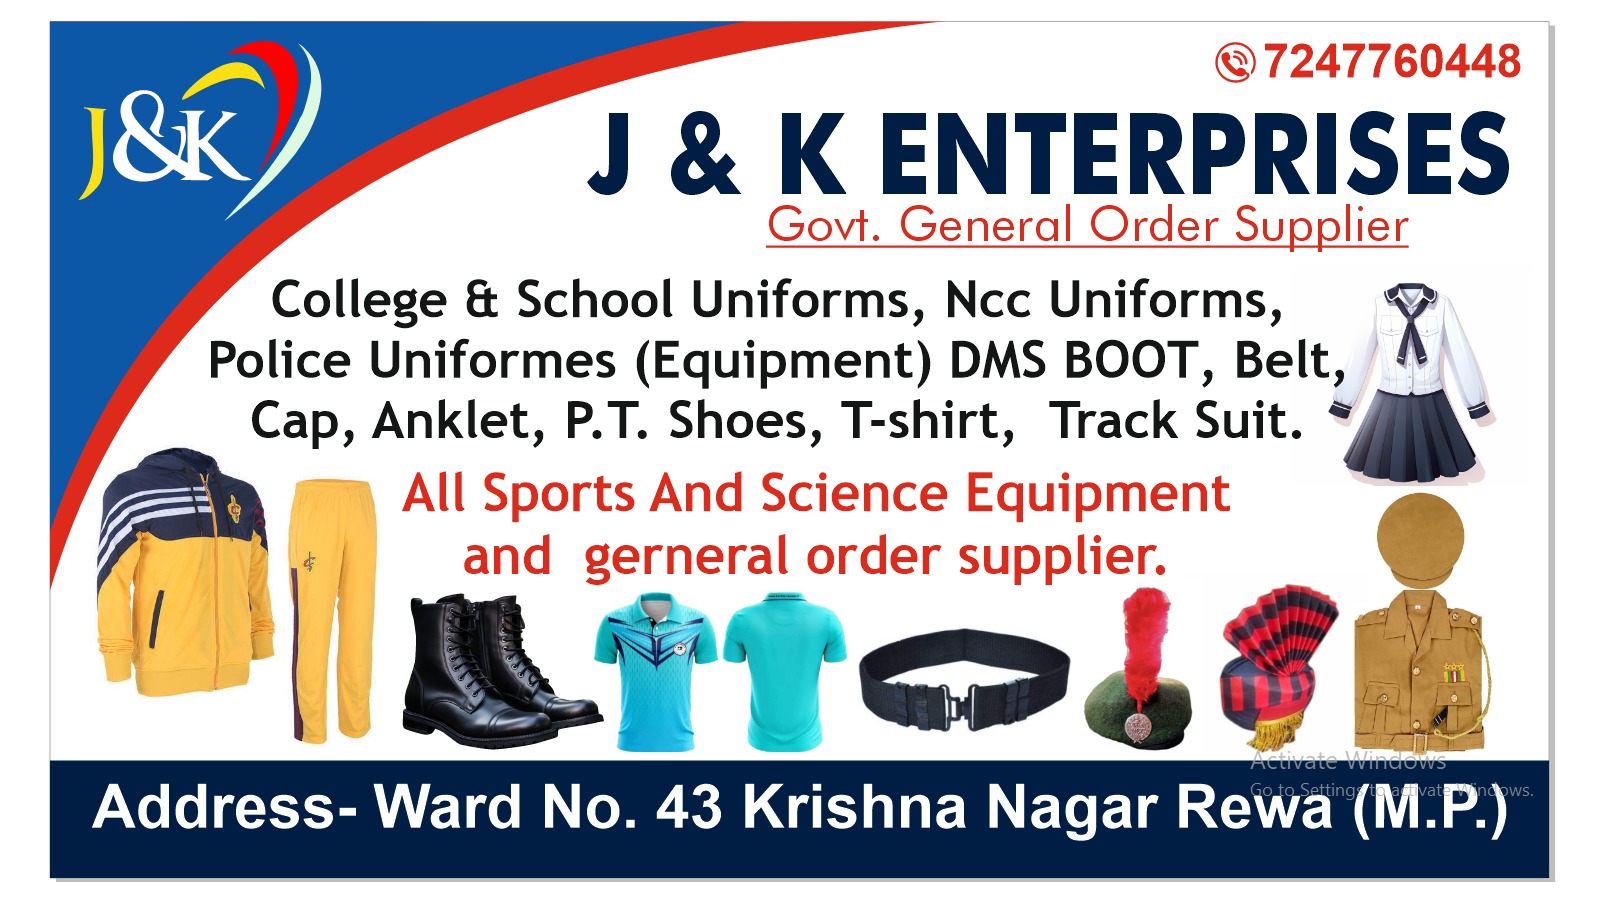 J&K
7247760448
J & K ENTERPRISES
Govt. General Order Supplier
College & School Uniforms, Ncc Uniforms,
Police Uniformes (Equipment) DMS BOOT, Belt,
Cap, Anklet, P.T. Shoes, T-shirt, Track Suit.
All Sports And Science Equipment
and gerneral order supplier.
Activate Windows
Go to Settings to activate Windows.
Address- Ward No. 43 Krishna Nagar Rewa (M.P.)